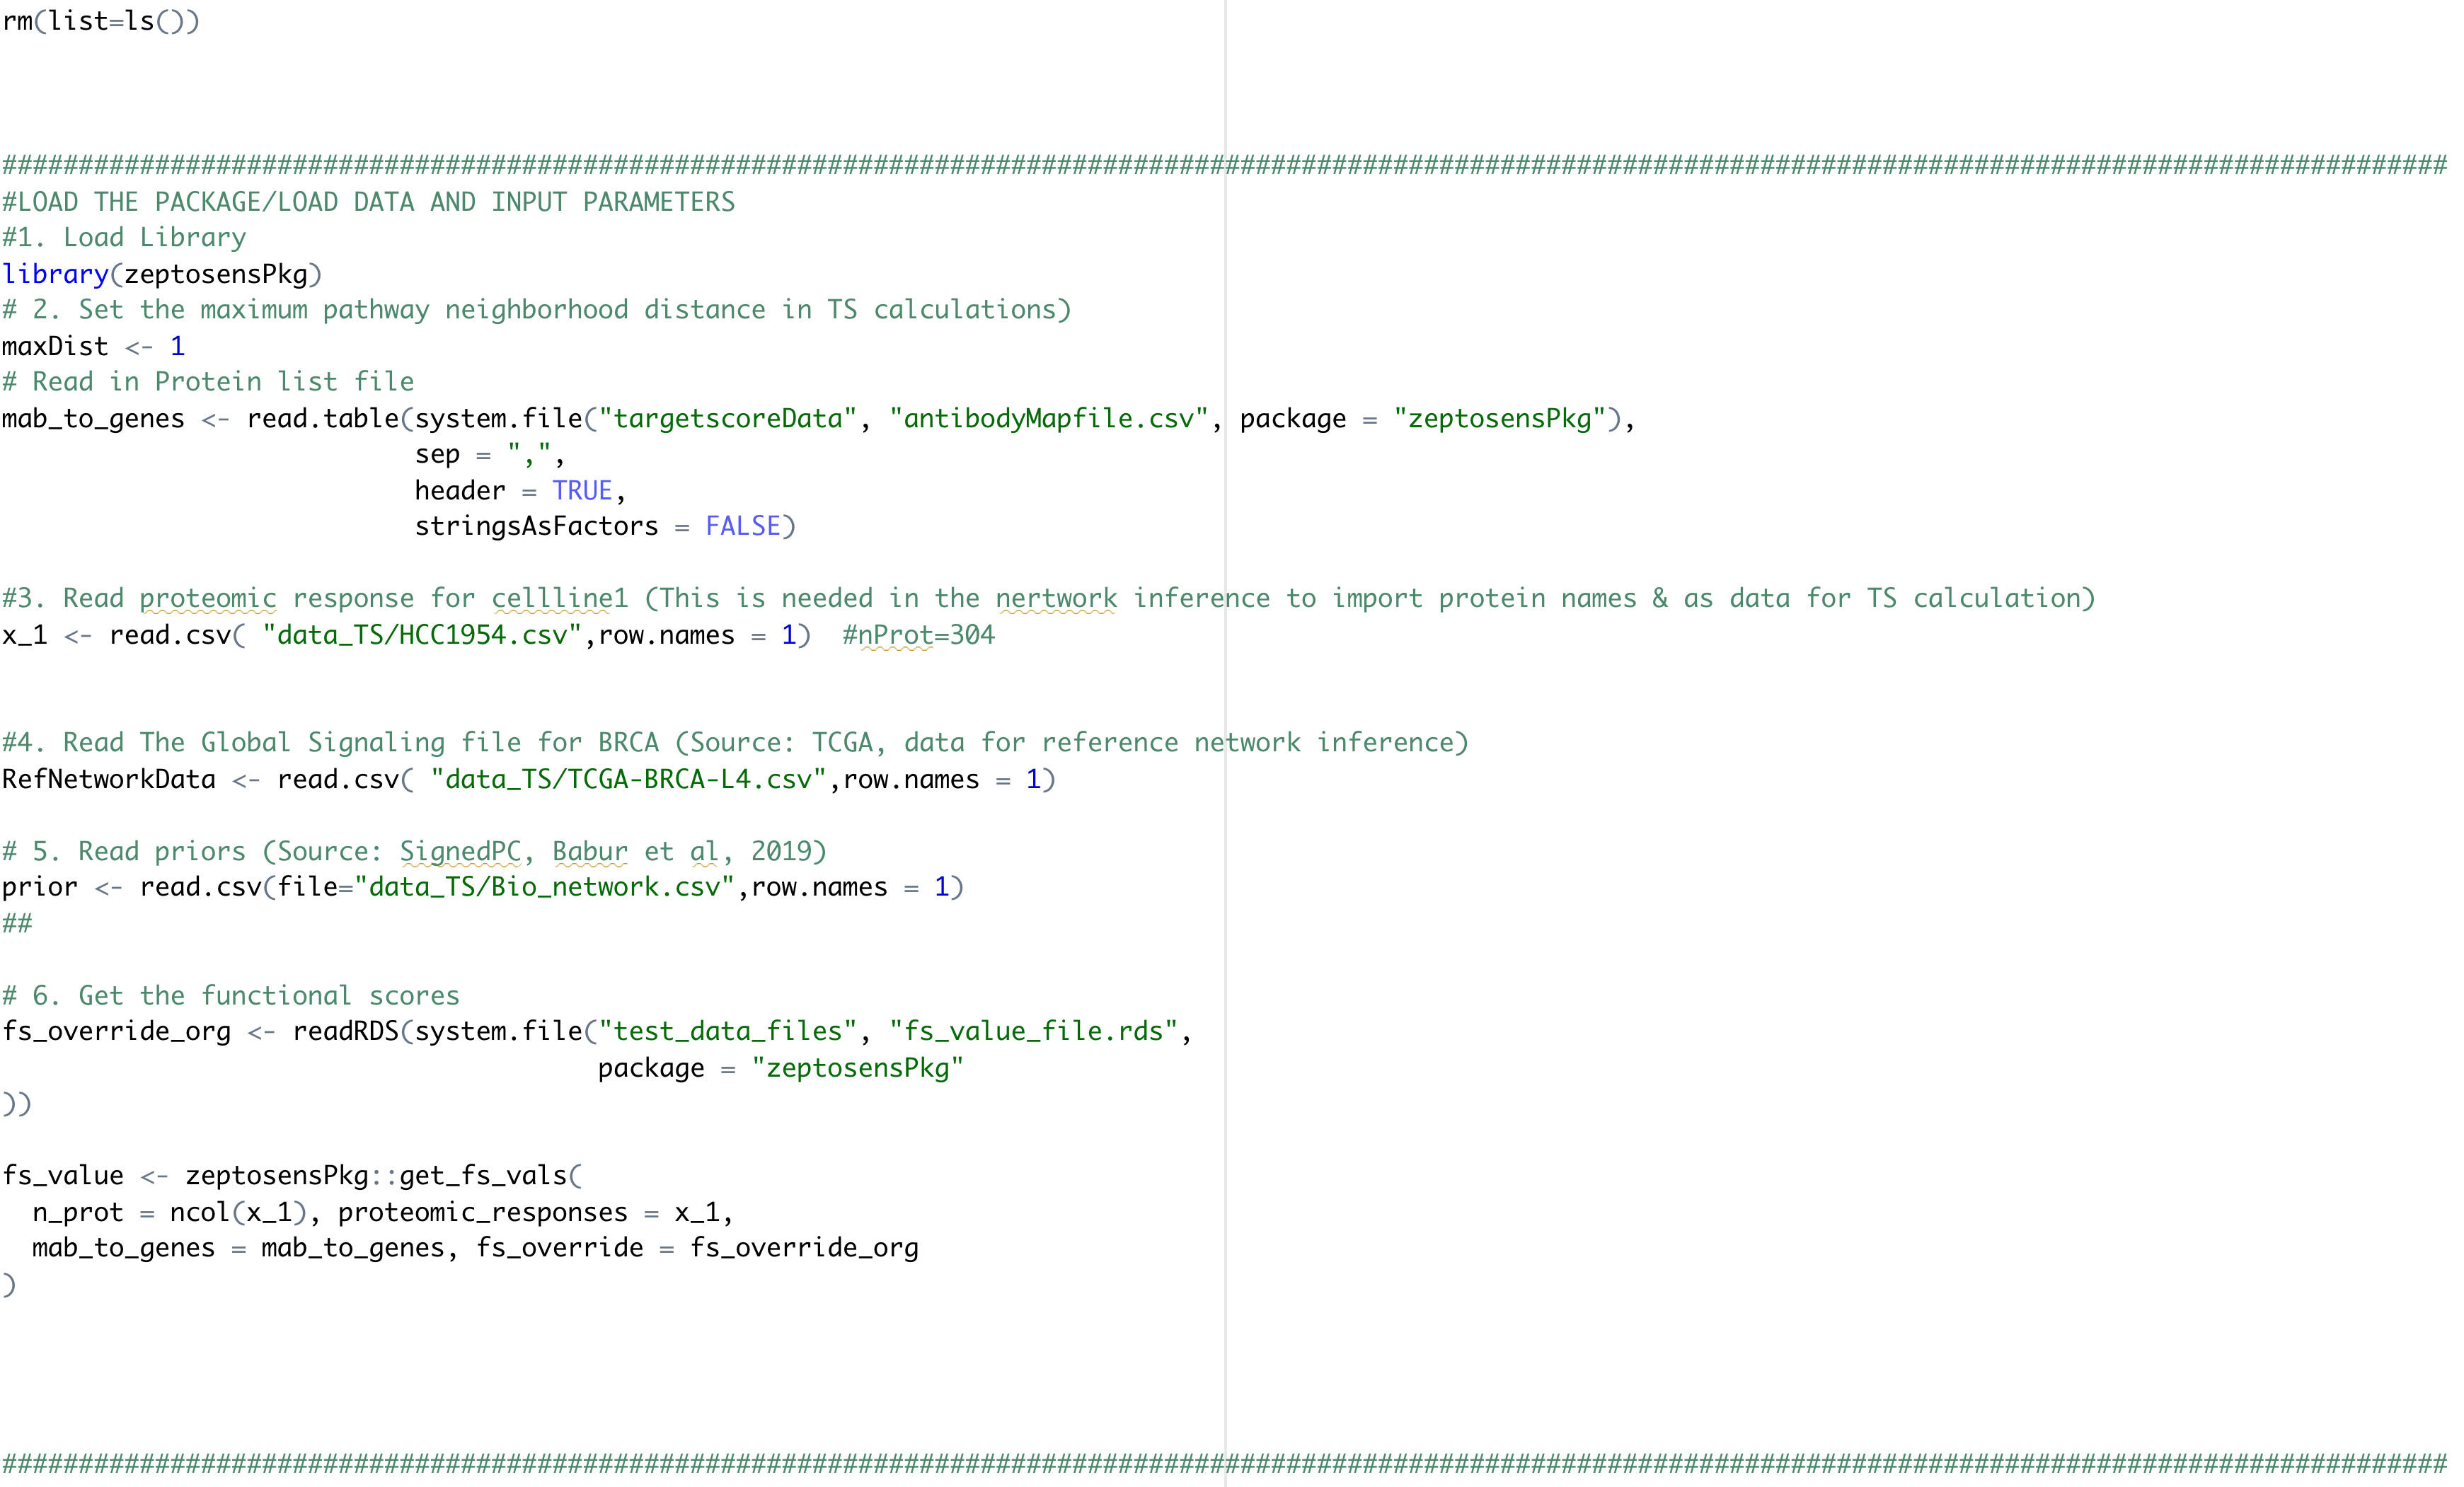 rm(list=ls())
################################################################################################################################################################
#LOAD THE PACKAGE/LOAD DATA AND INPUT PARAMETERS
#1. Load Library
library(zeptosensPkg)
# 2. Set the maximum pathway neighborhood distance in TS calculations)
maxDist <- 1
# Read in Protein list file
mab_to_genes <- read.table(system.file("targetscoreData", "antibodyMapfile.csv", package = "zeptosensPkg"),
                           sep = ",",
                           header = TRUE,
                           stringsAsFactors = FALSE)
#3. Read proteomic response for cellline1 (This is needed in the nertwork inference to import protein names & as data for TS calculation)
x_1 <- read.csv( "data_TS/HCC1954.csv",row.names = 1)  #nProt=304
#4. Read The Global Signaling file for BRCA (Source: TCGA, data for reference network inference)
RefNetworkData <- read.csv( "data_TS/TCGA-BRCA-L4.csv",row.names = 1)
# 5. Read priors (Source: SignedPC, Babur et al, 2019)
prior <- read.csv(file="data_TS/Bio_network.csv",row.names = 1)
##
# 6. Get the functional scores
fs_override_org <- readRDS(system.file("test_data_files", "fs_value_file.rds",
                                       package = "zeptosensPkg"
))
fs_value <- zeptosensPkg::get_fs_vals(
  n_prot = ncol(x_1), proteomic_responses = x_1,
  mab_to_genes = mab_to_genes, fs_override = fs_override_org
)
################################################################################################################################################################